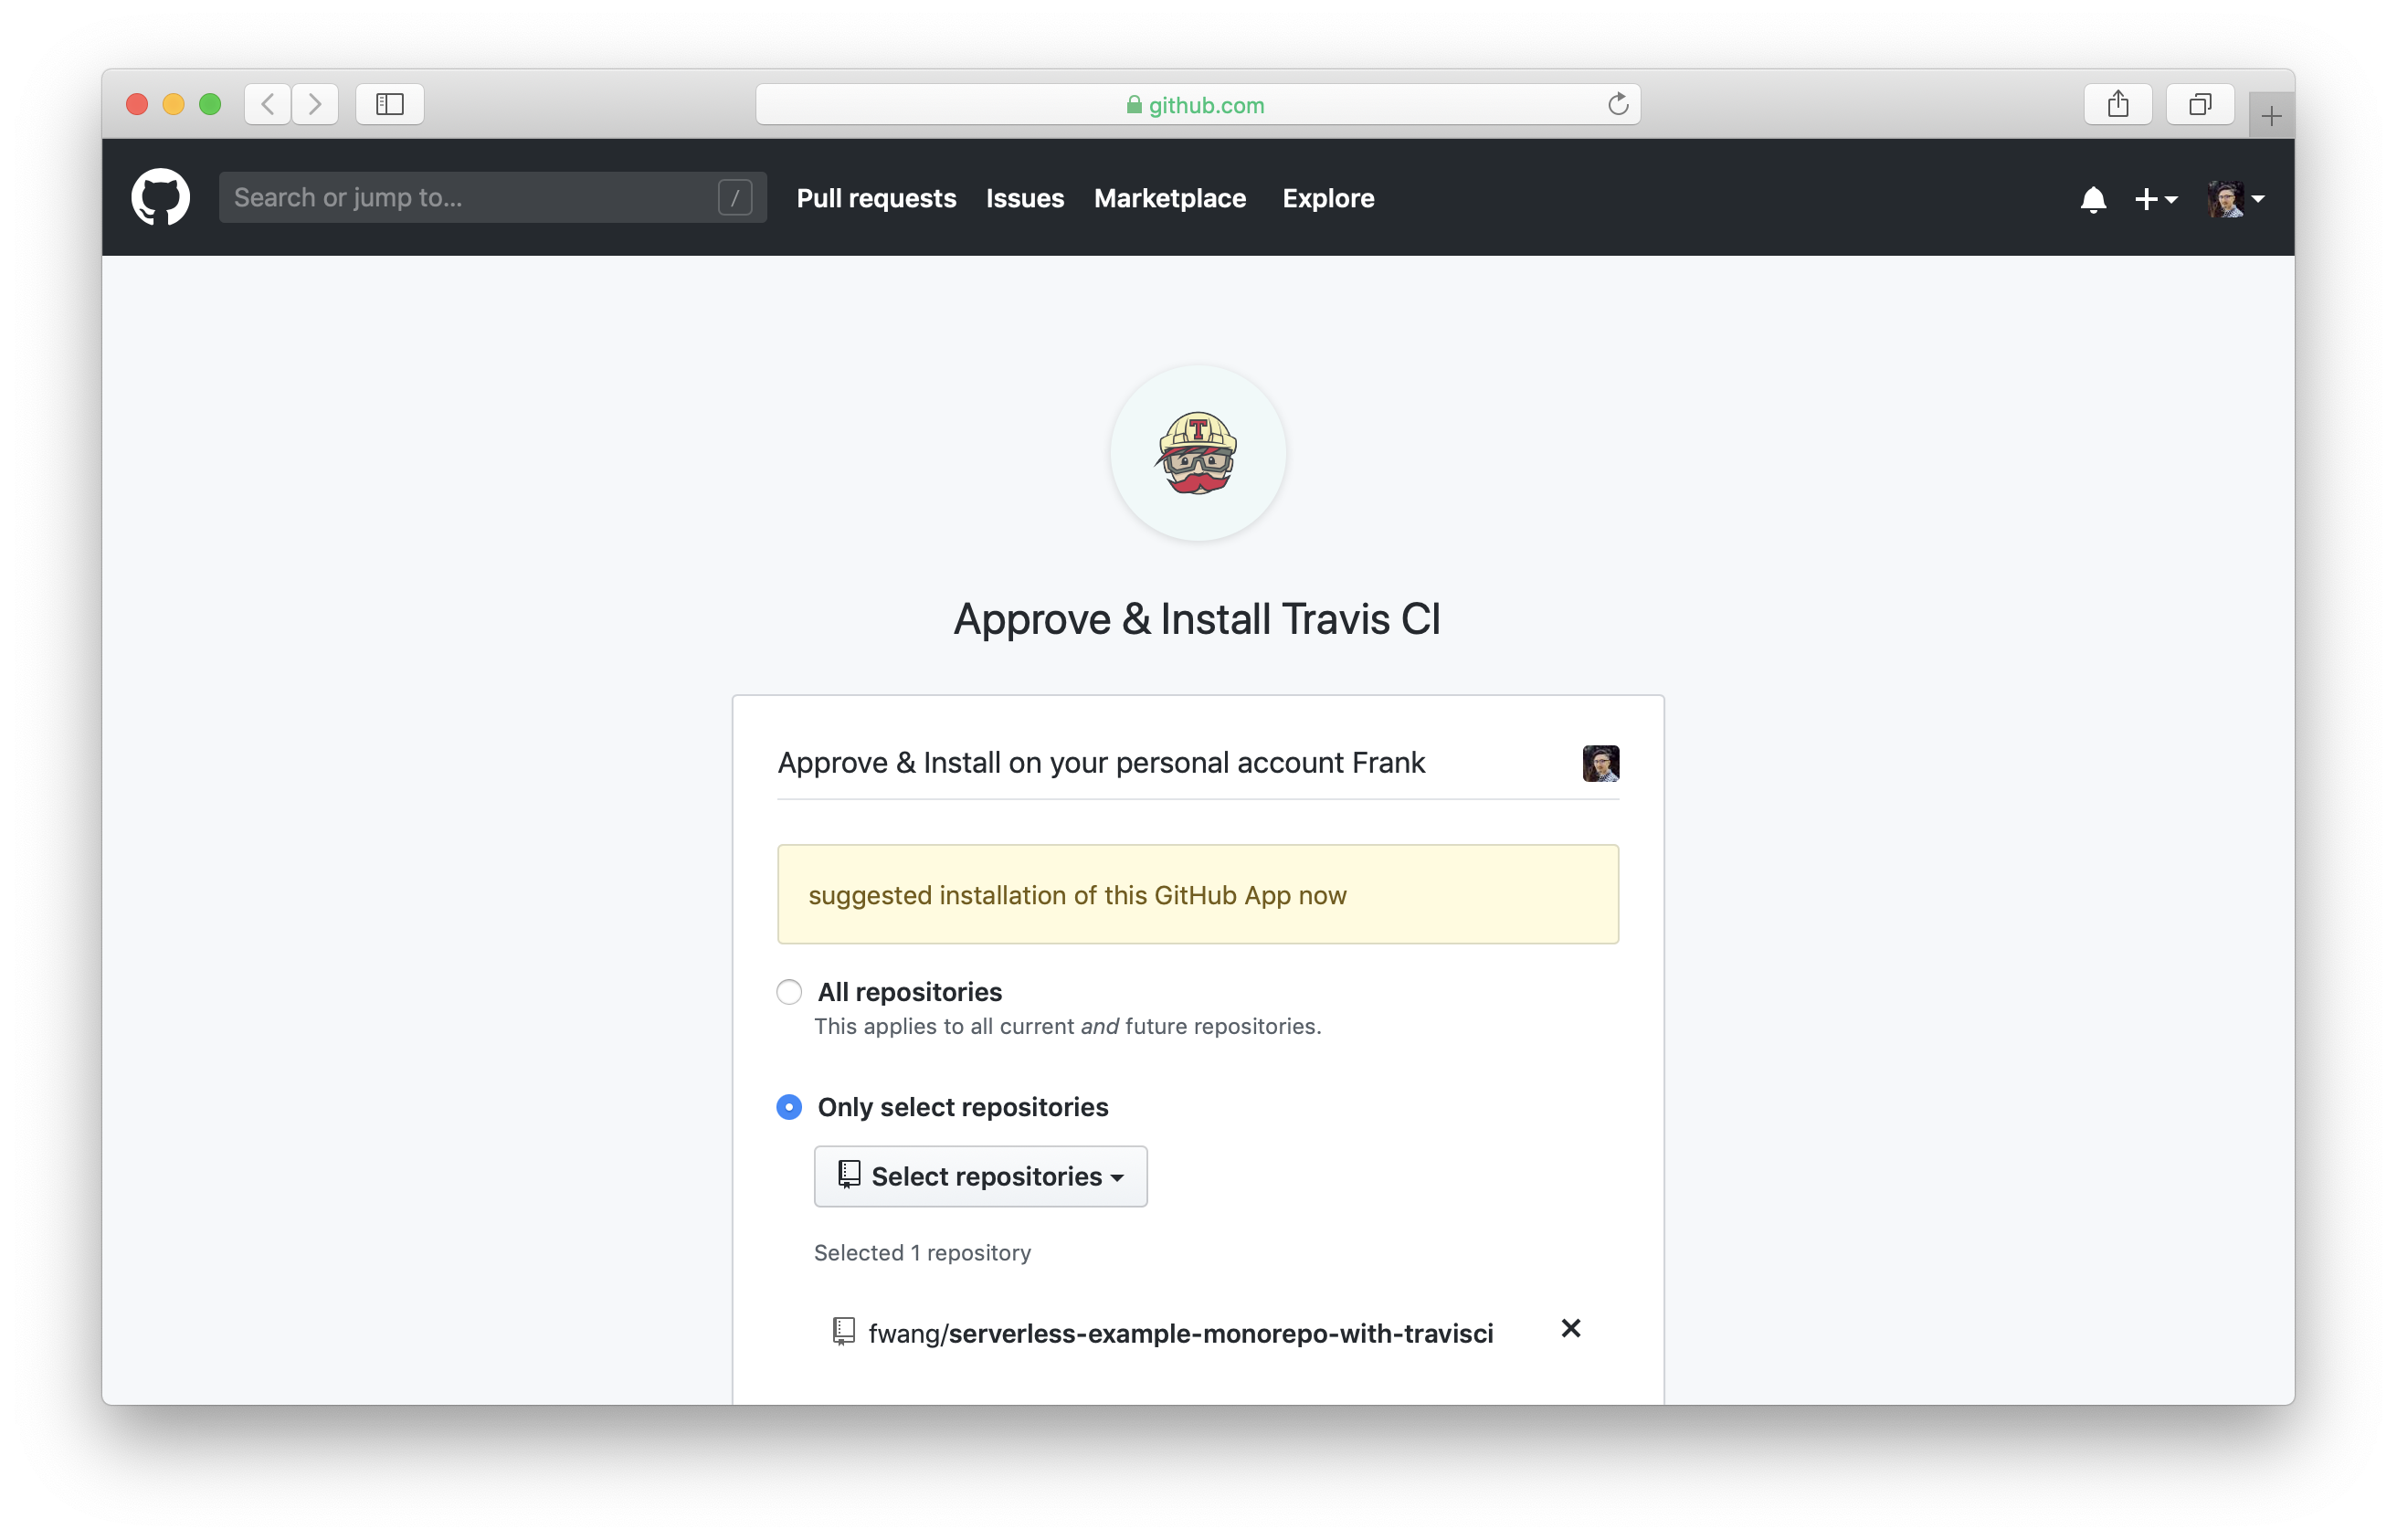 github.com
Search or jump to...
/
Pull requests
Issues
Marketplace
Explore
T
Approve & Install Travis CI
Approve & Install on your personal account Frank
suggested installation of this GitHub App now
All repositories
This applies to all current and future repositories.
Only select repositories
Select repositories
Selected 1 repository
fwang/serverless-example-monorepo-with-travisci